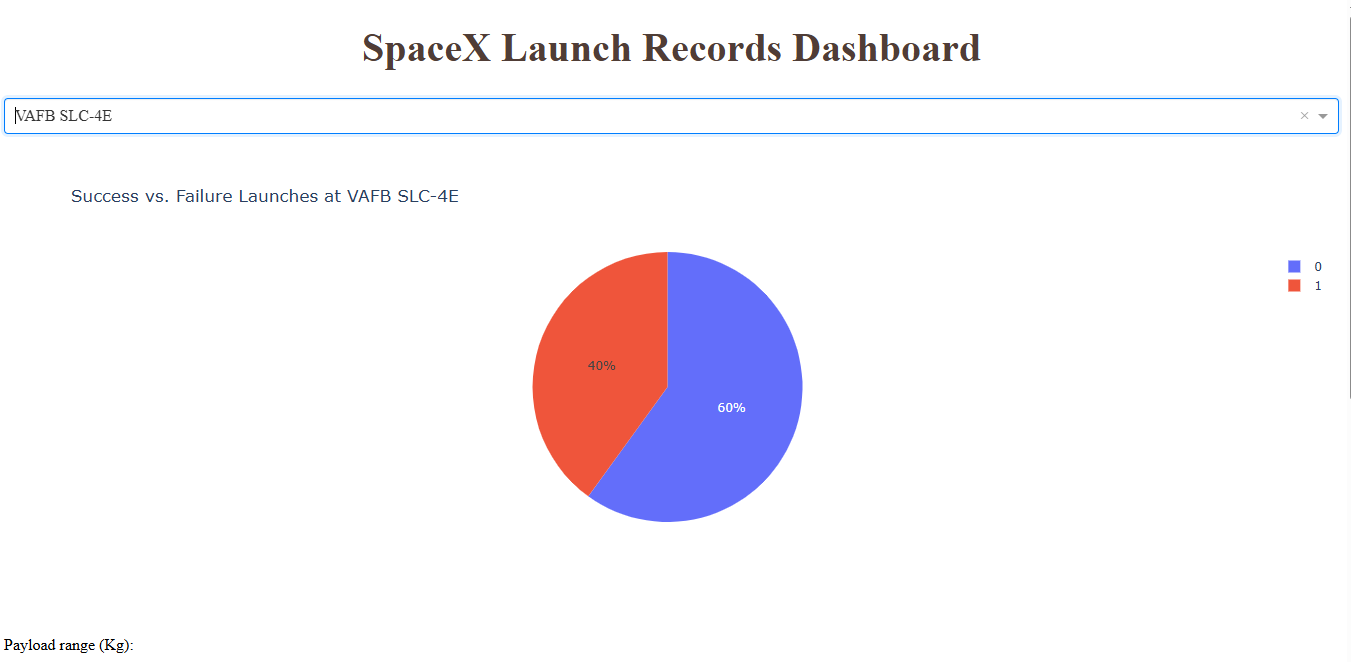 SpaceX Launch Records Dashboard
VAFB SLC-4E
Success vs. Failure Launches at VAFB SLC-4E
0
1
40%
60%
Payload range (Kg):